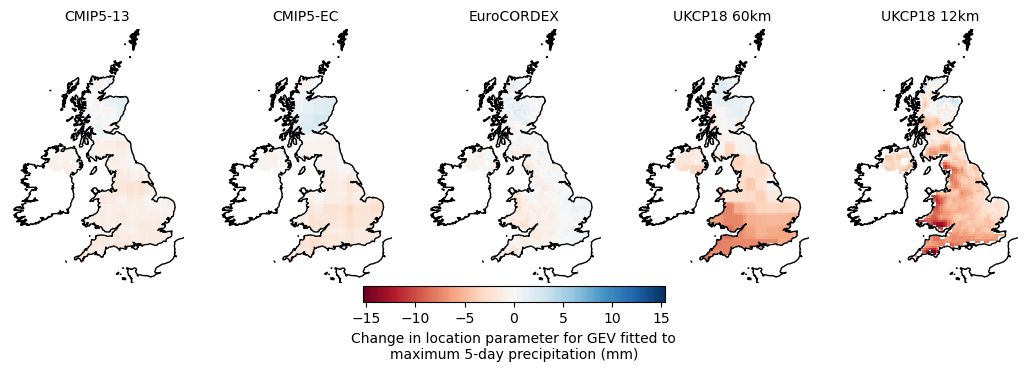 CMIP5-13 CMIP5-EC EuroCORDEX UKCP18 60km UKCP18 12km
−15 −10 −5 0 5 10 15
Change in location parameter for GEV fitted to
maximum 5-day precipitation (mm)